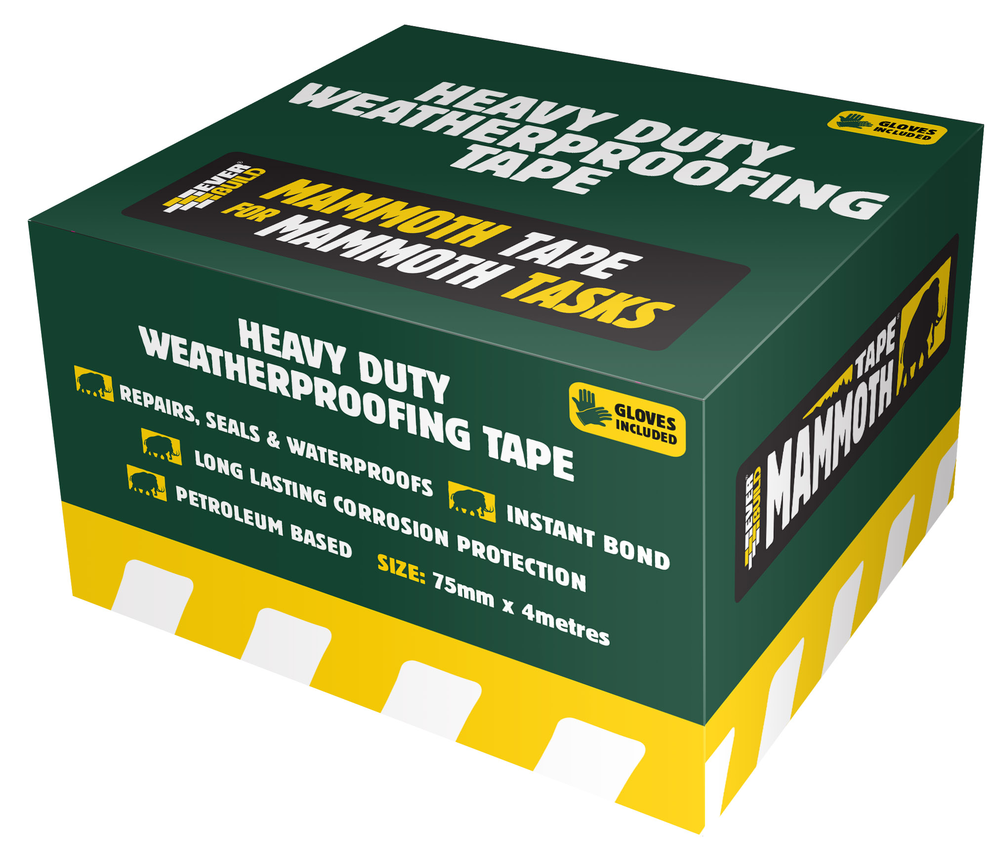 HEAVY DUTY
WEATHERPROOFING
TAPE
GLOVES
INCLUDED
EVER®
BUILD
MAMMOTH TAPE
FOR MAMMOTH TASKS
HEAVY DUTY
WEATHERPROOFING TAPE
GLOVES
INCLUDED
REPAIRS, SEALS & WATERPROOFS
INSTANT BOND
LONG LASTING CORROSION PROTECTION
PETROLEUM BASED
SIZE: 75mm x 4metres
EVER®
BUILD
TAPE®
MAMMOTH